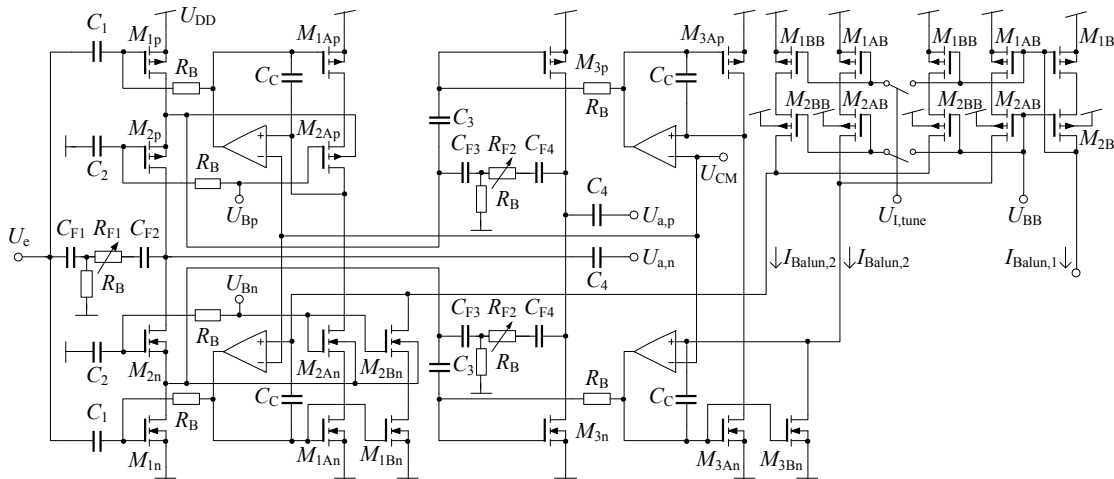 C1 M1p UDD M1Ap M3Ap M1BB M1AB M1BB M1AB M1B
RB CC M3p CC
RB
C3
M2p M2Ap M2BB M2AB M2BB M2AB M2B
+ − + −
C2 RB CF3 RF2 CF4 UCM
RB C4
UBp Ua,p UI,tune UBB
Ue CF1 RF1 CF2 Ua,n
C4 IBalun,2 IBalun,2 IBalun,1
RB
UBn
CF3 RF2 CF4
RB + − + −
C2 M2n M2An M2Bn C3 RB
C1 RB CC RB CC
M3n
M1n M1An M1Bn M3An M3Bn